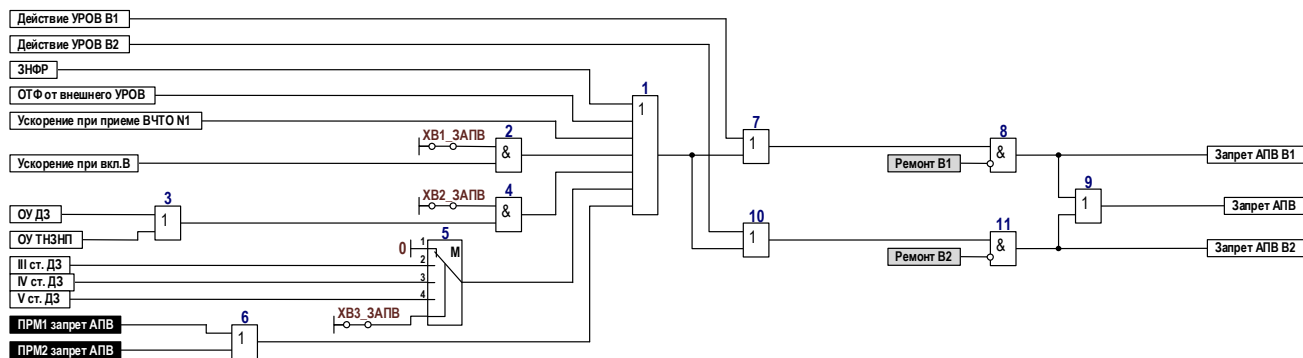 Действие УРОВ В1
Действие УРОВ В2
ЗНФР
ОТФ от внешнего УРОВ
Ускорение при приеме ВЧТО N1
Ускорение при вкл.В
ОУ ДЗ
ОУ ТНЗНП
III ст. ДЗ
IV ст. ДЗ
V ст. ДЗ
ПРМ1 запрет АПВ
ПРМ2 запрет АПВ
3
1
6
1
XB1_ЗАПВ
2
&
XB2_ЗАПВ
4
&
5
0
1
2
3
4
M
XB3_ЗАПВ
1
1
7
1
10
1
Ремонт В1
8
&
Ремонт В2
11
&
9
1
Запрет АПВ В1
Запрет АПВ
Запрет АПВ В2